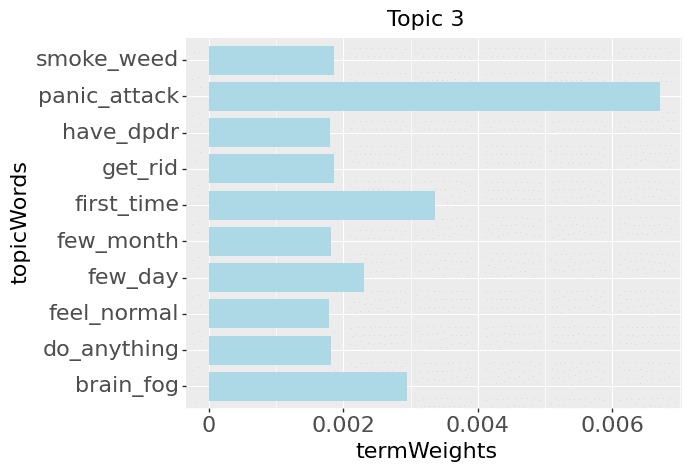 Topic 3
topicWords
smoke_weed
panic_attack
have_dpdr
get_rid
first_time
few_month
few_day
feel_normal
do_anything
brain_fog
0 0.002 0.004 0.006
termWeights